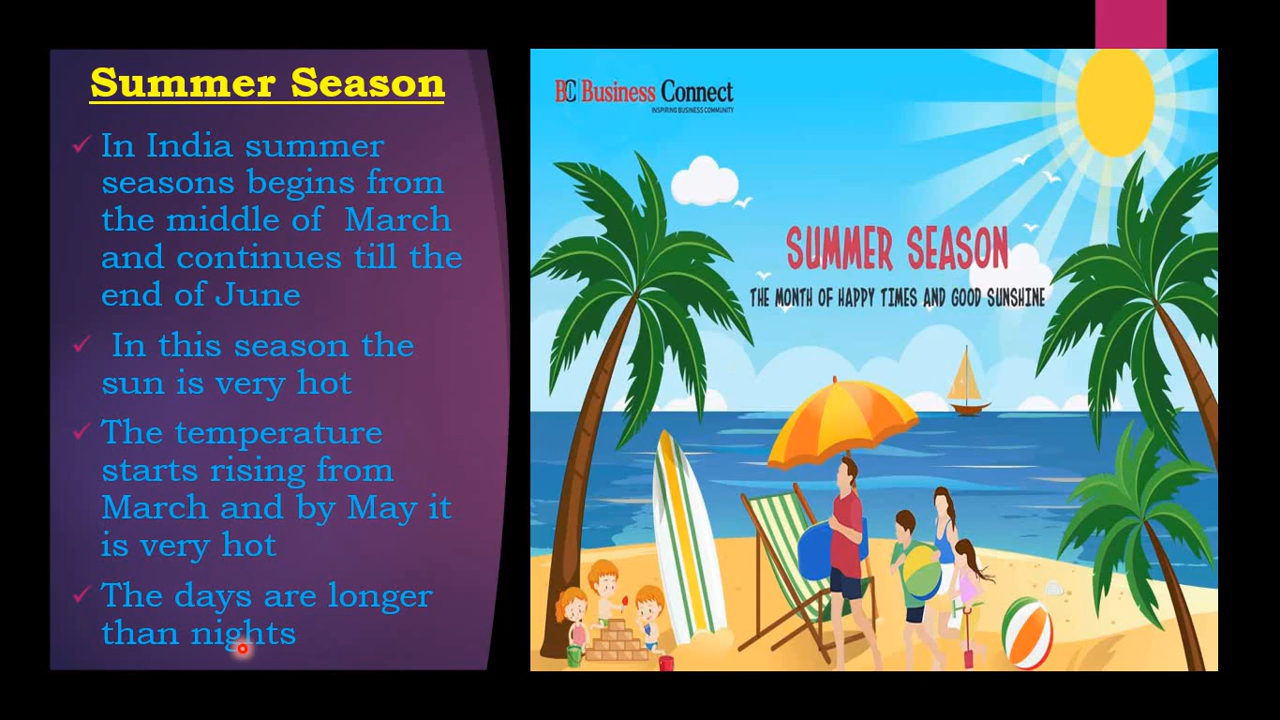 Summer Season
In India summer
seasons begins from
the middle of March
and continues till the
end of June
In this season the
sun is very hot
The temperature
starts rising from
March and by May it
is very hot
The days are longer
than nights
BC Business Connect
INSPIRING BUSINESS COMMUNITY
SUMMER SEASON
THE MONTH OF HAPPY TIMES AND GOOD SUNSHINE